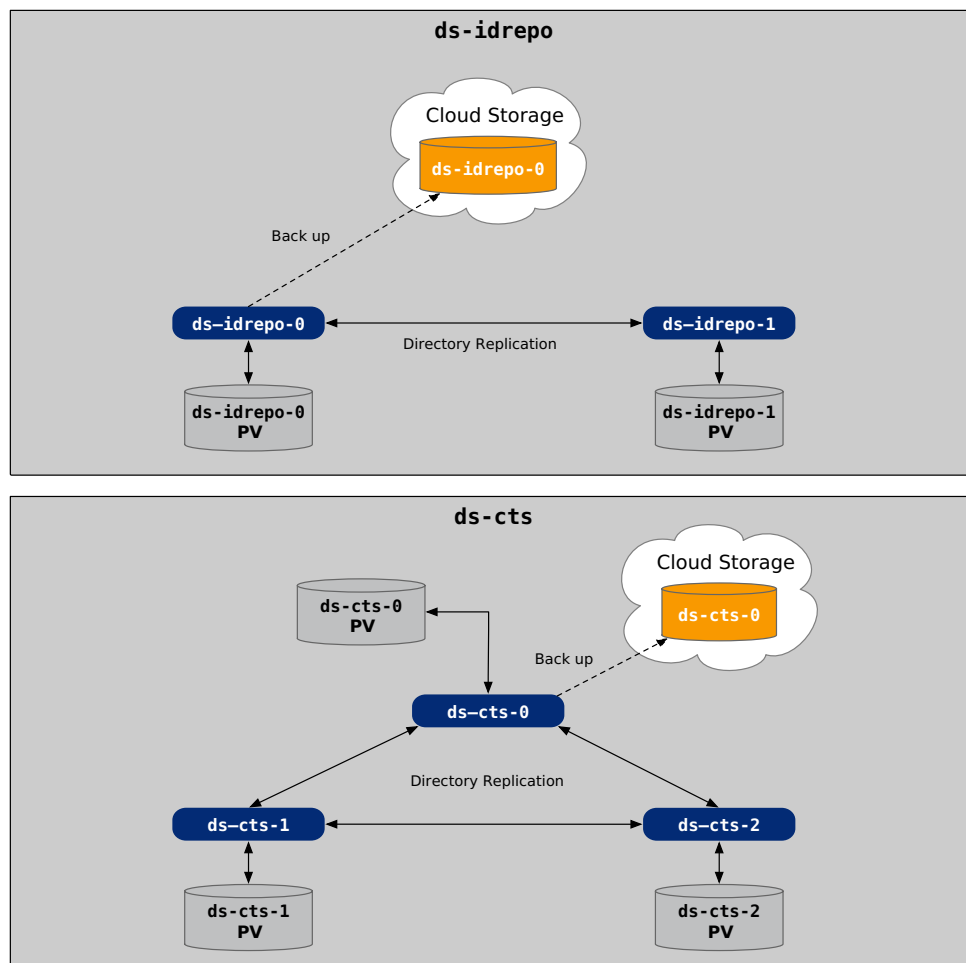 ds-idrepo
Cloud Storage
ds-idrepo-0
Back up
ds—idrepo-0
ds—idrepo-1
Directory Replication
ds-idrepo-0
PV
ds-idrepo-1
PV
ds-cts
Cloud Storage
ds-cts-0
PV
ds-cts-0
Back up
ds—cts-0
Directory Replication
ds—cts-1
ds—cts-2
ds-cts-1
PV
ds-cts-2
PV